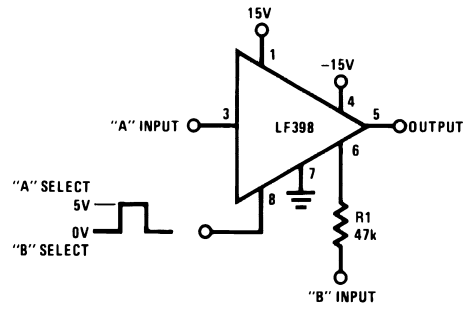 15V
1
-15V
4
3
5
"A" INPUT
LF398
OUTPUT
6
7
8
"A" SELECT
5V
0V
"B" SELECT
R1
47k
"B" INPUT